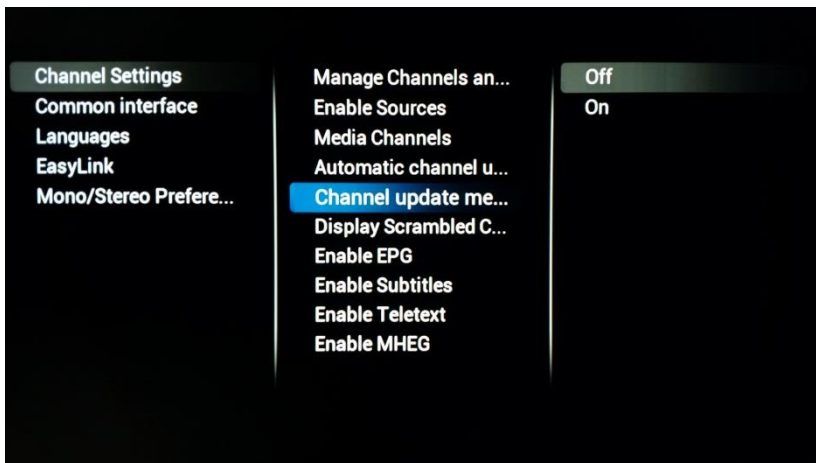 Channel Settings
Common interface
Languages
EasyLink
Mono/Stereo Prefere...
Manage Channels an...
Enable Sources
Media Channels
Automatic channel u...
Channel update me...
Display Scrambled C...
Enable EPG
Enable Subtitles
Enable Teletext
Enable MHEG
Off
On